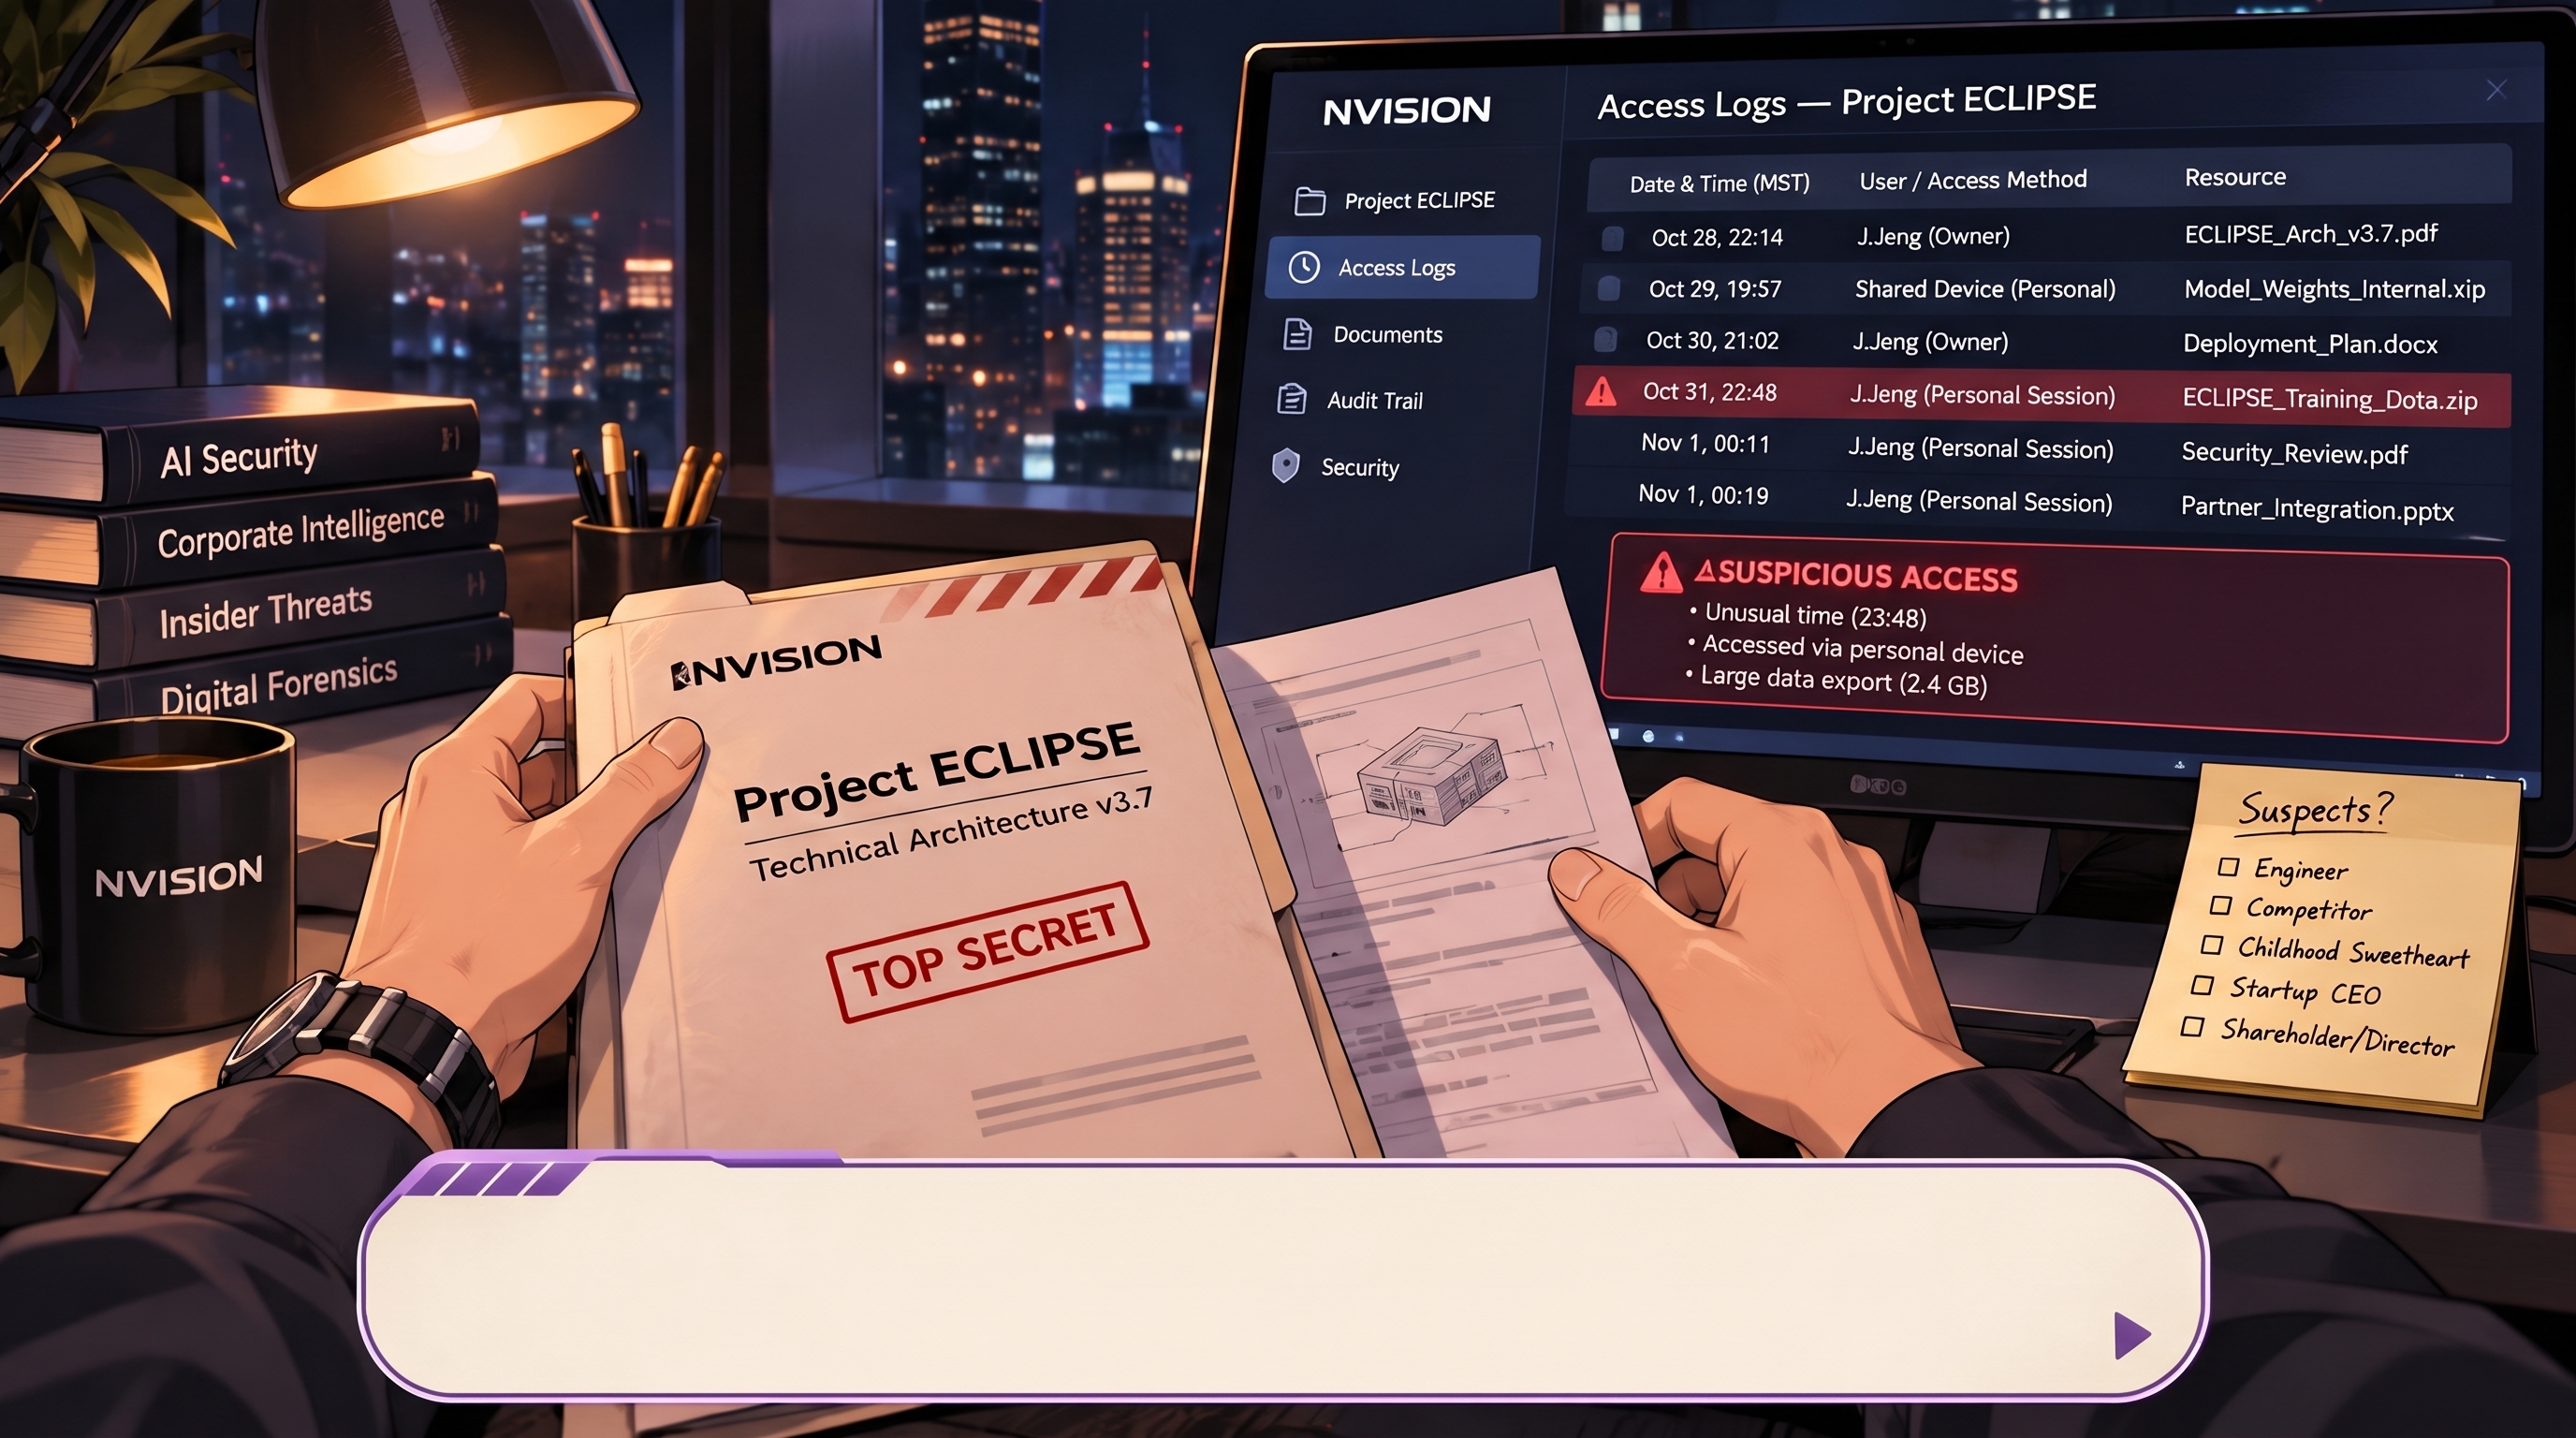 AI Security
Corporate Intelligence
Insider Threats
Digital Forensics
NVISION
NVISION
Project ECLIPSE
Technical Architecture v3.7
TOP SECRET
NVISION
Project ECLIPSE
Access Logs
Documents
Audit Trail
Security
Access Logs — Project ECLIPSE
Date & Time (MST) User / Access Method Resource
Oct 28, 22:14 J.Jeng (Owner) ECLIPSE_Arch_v3.7.pdf
Oct 29, 19:57 Shared Device (Personal) Model_Weights_Internal.xip
Oct 30, 21:02 J.Jeng (Owner) Deployment_Plan.docx
Oct 31, 22:48 J.Jeng (Personal Session) ECLIPSE_Training_Dota.zip
Nov 1, 00:11 J.Jeng (Personal Session) Security_Review.pdf
Nov 1, 00:19 J.Jeng (Personal Session) Partner_Integration.pptx
⚠SUSPICIOUS ACCESS
• Unusual time (23:48)
• Accessed via personal device
• Large data export (2.4 GB)
Suspects?
☐ Engineer
☐ Competitor
☐ Childhood Sweetheart
☐ Startup CEO
☐ Shareholder/Director